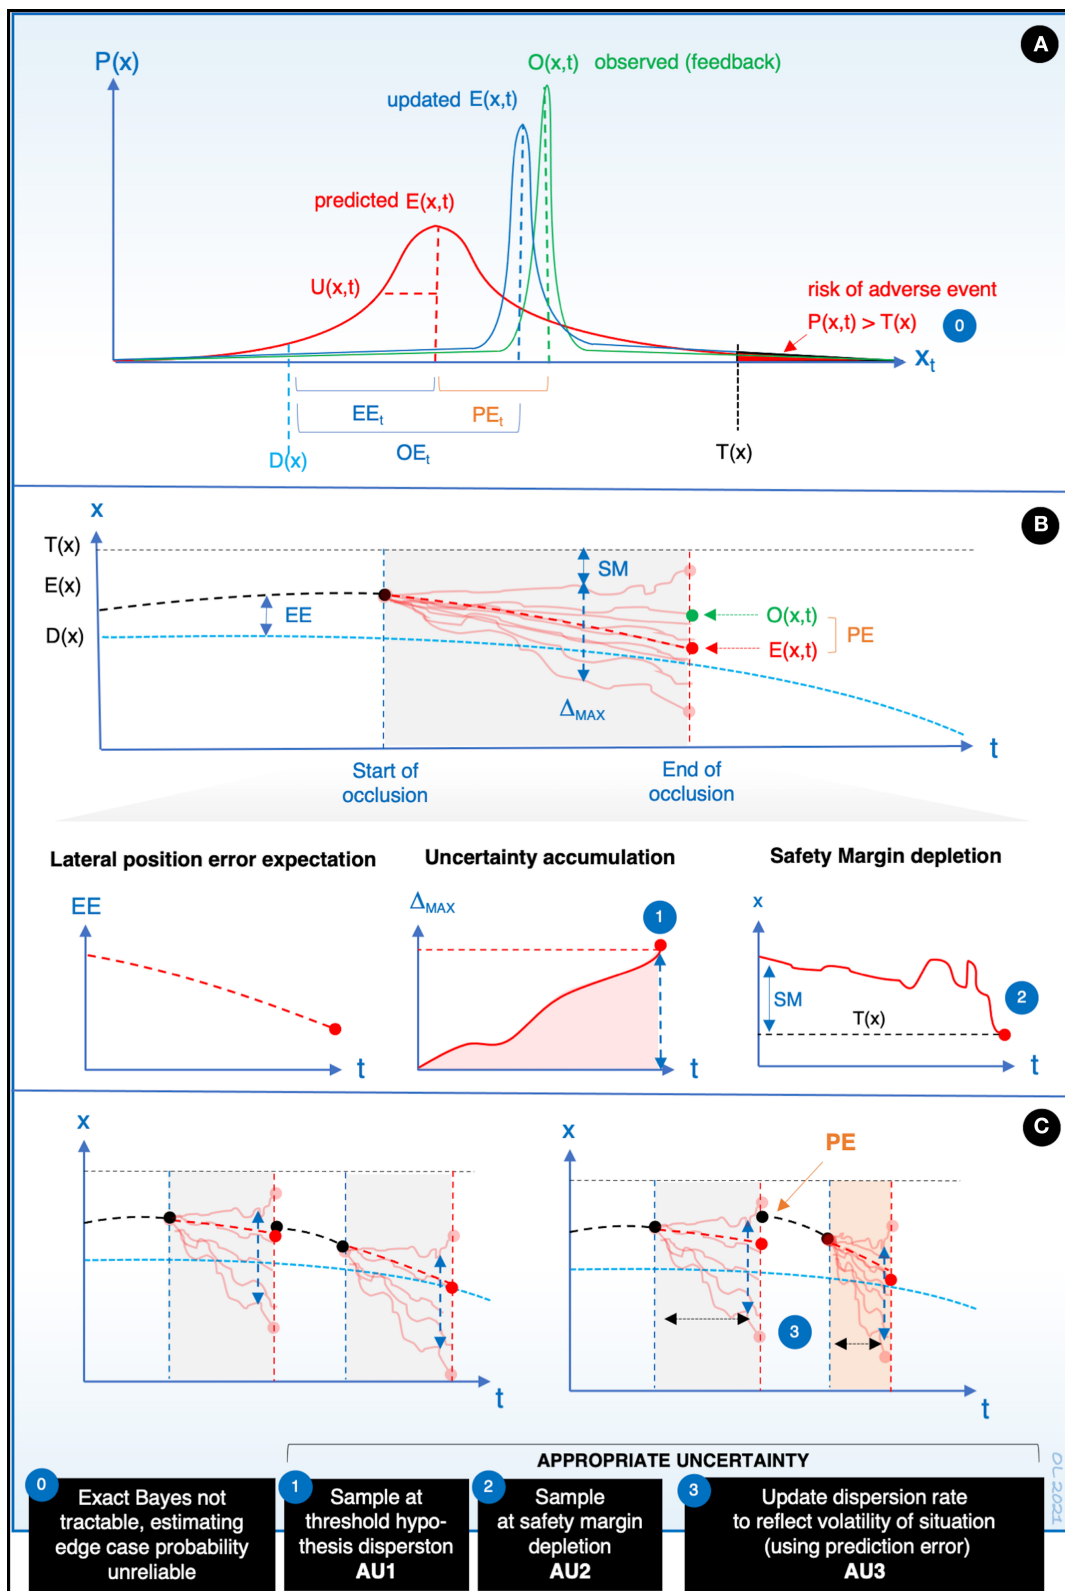 A
P(x)
O(x,t) observed (feedback)
updated E(x,t)
predicted E(x,t)
U(x,t)
risk of adverse event
P(x,t) > T(x)
0
xt
EEt
PEt
OEt
D(x)
T(x)
B
x
T(x)
E(x)
D(x)
EE
SM
O(x,t)
PE
E(x,t)
ΔMAX
t
Start of
occlusion
End of
occlusion
Lateral position error expectation
Uncertainty accumulation
Safety Margin depletion
EE
t
ΔMAX
1
t
x
SM
T(x)
2
t
C
x
t
x
PE
3
t
APPROPRIATE UNCERTAINTY
0
Exact Bayes not
tractable, estimating
edge case probability
unreliable
1
Sample at
threshold hypo-
thesis disperston
AU1
2
Sample
at safety margin
depletion
AU2
3
Update dispersion rate
to reflect volatility of situation
(using prediction error)
AU3
OL 2021